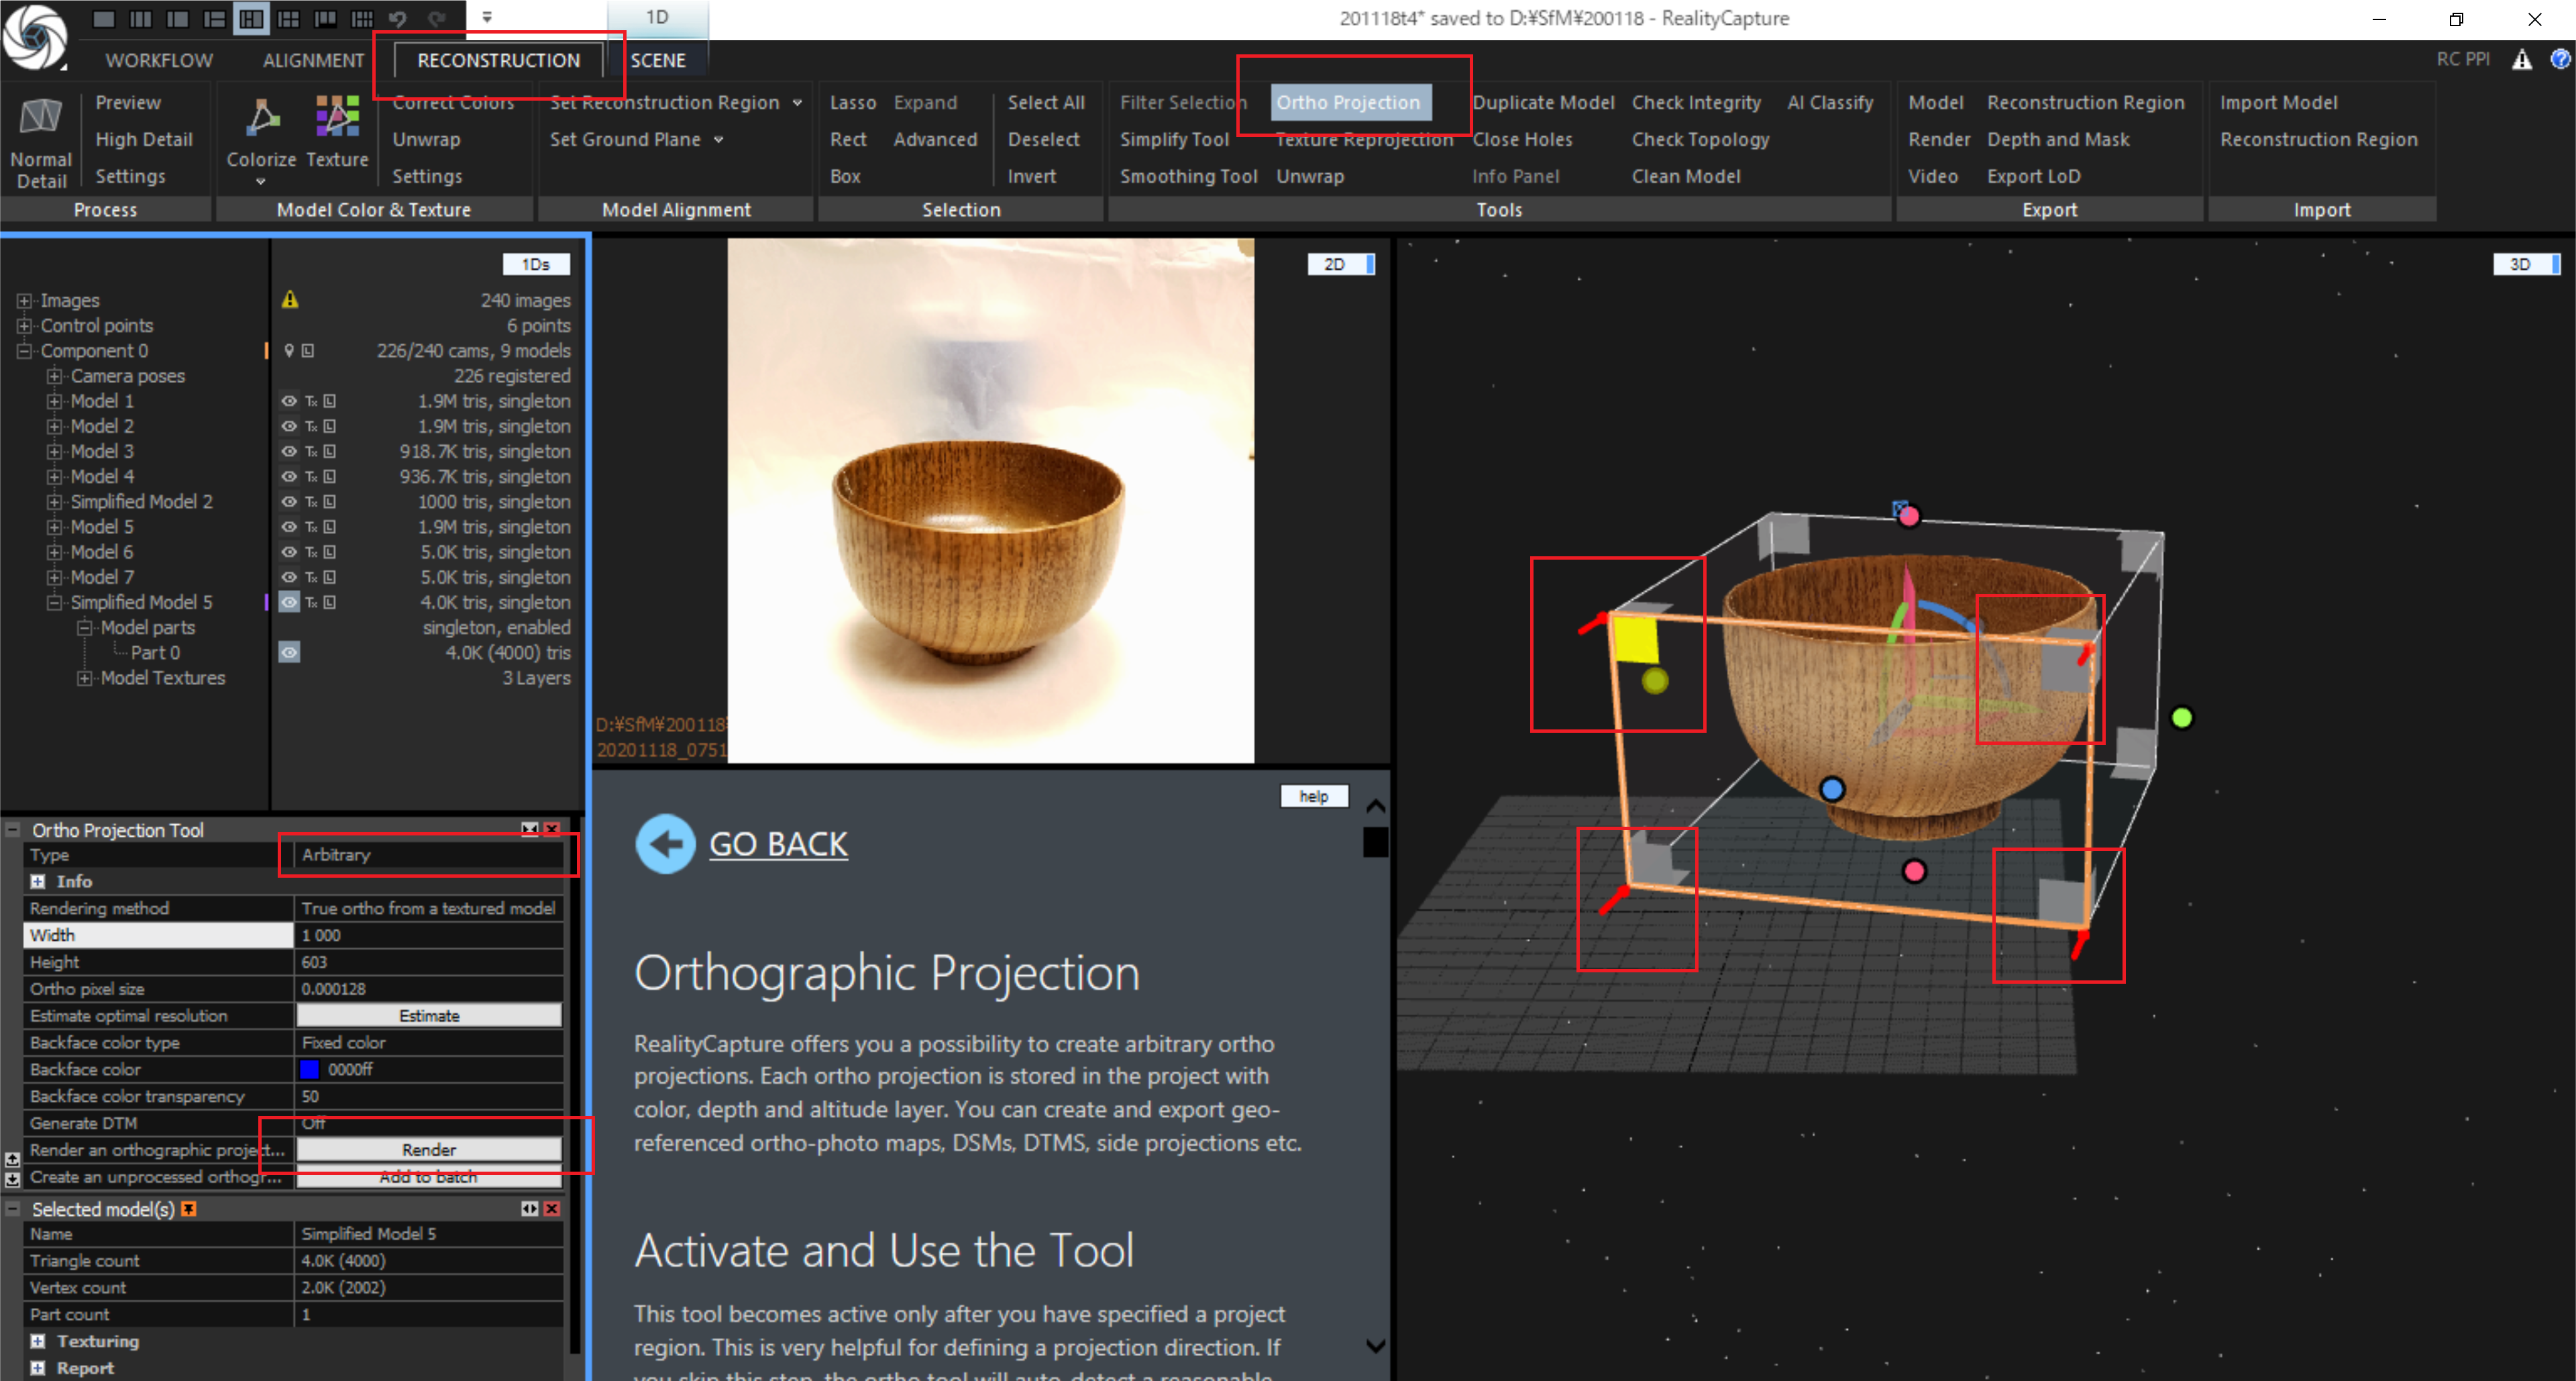 1D
201118t4* saved to D:¥SfM¥200118 - RealityCapture
WORKFLOW
ALIGNMENT
RECONSTRUCTION
SCENE
RC PPI
Normal Detail
Preview
High Detail
Settings
Process
Colorize
Texture
Correct Colors
Unwrap
Settings
Model Color & Texture
Set Reconstruction Region
Set Ground Plane
Model Alignment
Lasso
Expand
Select All
Rect
Advanced
Deselect
Box
Invert
Selection
Filter Selection
Ortho Projection
Duplicate Model
Check Integrity
AI Classify
Simplify Tool
Texture Reprojection
Close Holes
Check Topology
Smoothing Tool
Unwrap
Info Panel
Clean Model
Tools
Model
Reconstruction Region
Render
Depth and Mask
Video
Export LoD
Export
Import Model
Reconstruction Region
Import
1Ds
Images 240 images
Control points 6 points
Component 0 226/240 cams, 9 models
Camera poses 226 registered
Model 1 1.9M tris, singleton
Model 2 1.9M tris, singleton
Model 3 918.7K tris, singleton
Model 4 936.7K tris, singleton
Simplified Model 2 1000 tris, singleton
Model 5 1.9M tris, singleton
Model 6 5.0K tris, singleton
Model 7 5.0K tris, singleton
Simplified Model 5 4.0K tris, singleton
Model parts singleton, enabled
Part 0 4.0K (4000) tris
Model Textures 3 Layers
Ortho Projection Tool
Type Arbitrary
Info
Rendering method True ortho from a textured model
Width 1 000
Height 603
Ortho pixel size 0.000128
Estimate optimal resolution Estimate
Backface color type Fixed color
Backface color 0000ff
Backface color transparency 50
Generate DTM Off
Render an orthographic project... Render
Create an unprocessed orthogr... Add to batch
Selected model(s)
Name Simplified Model 5
Triangle count 4.0K (4000)
Vertex count 2.0K (2002)
Part count 1
Texturing
Report
2D
D:¥SfM¥200118
20201118_0751
help
GO BACK
Orthographic Projection
RealityCapture offers you a possibility to create arbitrary ortho
projections. Each ortho projection is stored in the project with
color, depth and altitude layer. You can create and export geo-
referenced ortho-photo maps, DSMs, DTMS, side projections etc.
Activate and Use the Tool
This tool becomes active only after you have specified a project
region. This is very helpful for defining a projection direction. If
you skip this step, the ortho tool will auto-detect a reasonable
3D